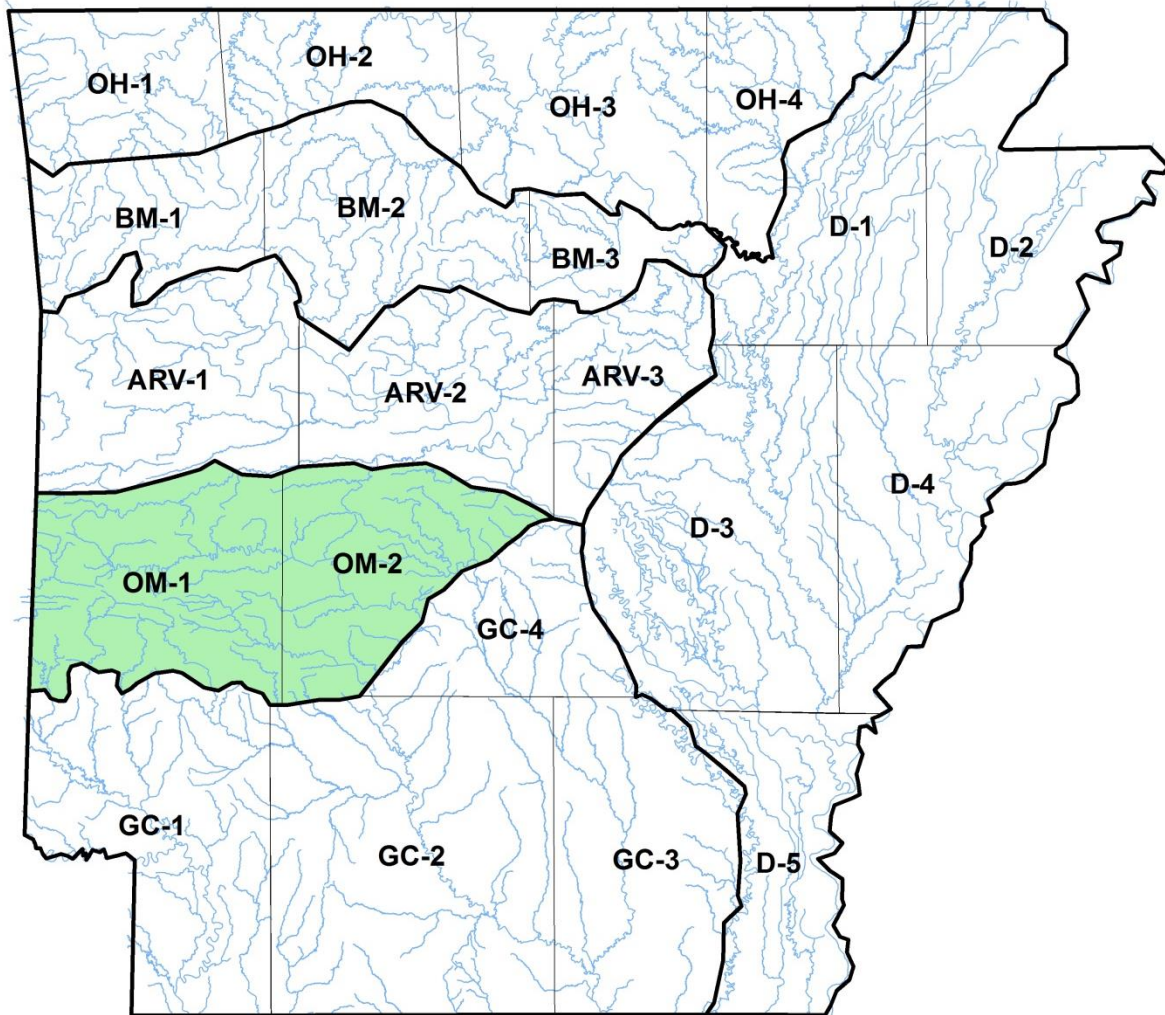 OH-1
OH-2
OH-3
OH-4
BM-1
BM-2
BM-3
D-1
D-2
ARV-1
ARV-2
ARV-3
D-3
D-4
OM-1
OM-2
GC-4
GC-1
GC-2
GC-3
D-5